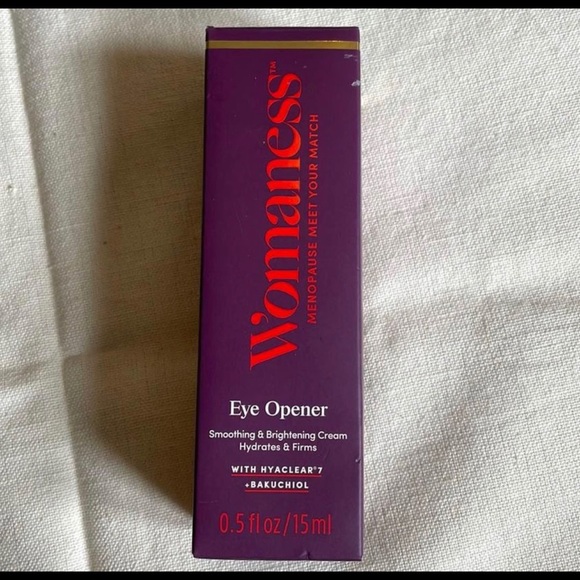 Womaness™
MENOPAUSE MEET YOUR MATCH
Eye Opener
Smoothing & Brightening Cream
Hydrates & Firms
WITH HYACLEAR®7
+BAKUCHIOL
0.5 fl oz/15ml